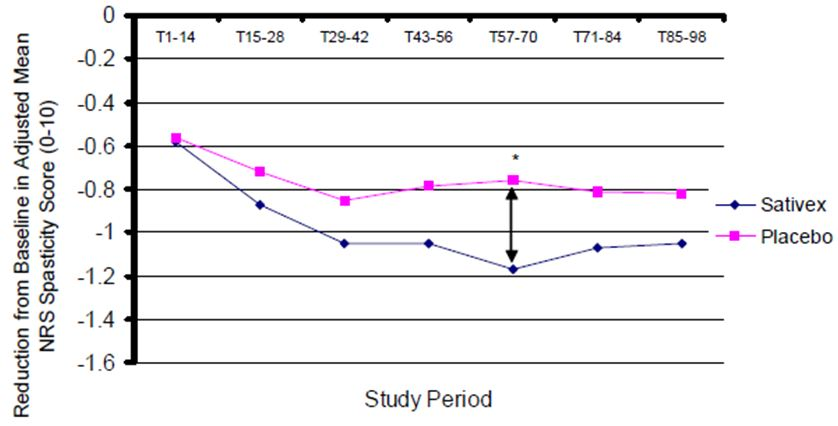 0
-0.2
-0.4
-0.6
-0.8
-1
-1.2
-1.4
-1.6
T1-14 T15-28 T29-42 T43-56 T57-70 T71-84 T85-98
*
Reduction from Baseline in Adjusted Mean
NRS Spasticity Score (0-10)
Study Period
Sativex
Placebo